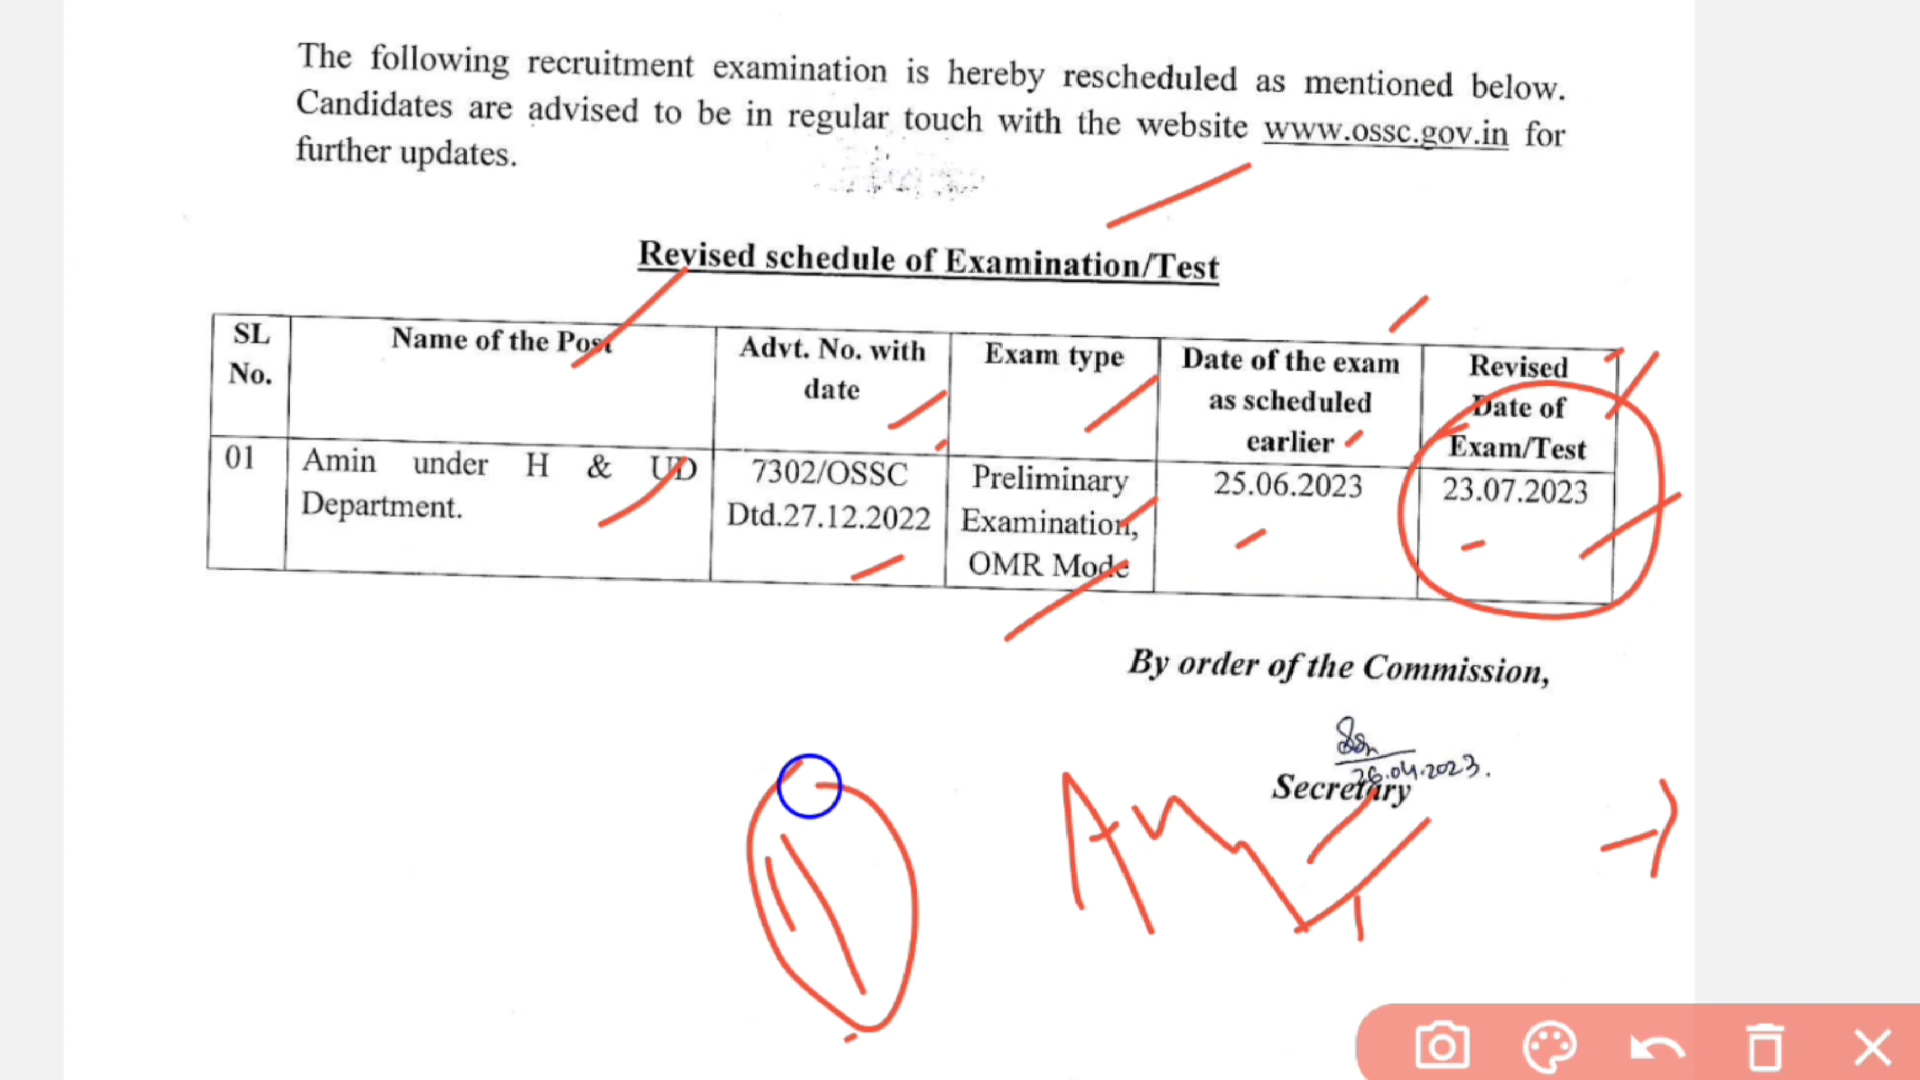 The following recruitment examination is hereby rescheduled as mentioned below.
Candidates are advised to be in regular touch with the website www.ossc.gov.in for
further updates.
Revised schedule of Examination/Test
SL No. | Name of the Post | Advt. No. with date | Exam type | Date of the exam as scheduled earlier | Revised Date of Exam/Test
01 | Amin under H & UD Department. | 7302/OSSC Dtd.27.12.2022 | Preliminary Examination, OMR Mode | 25.06.2023 | 23.07.2023
By order of the Commission,
26.04.2023.
Secretary